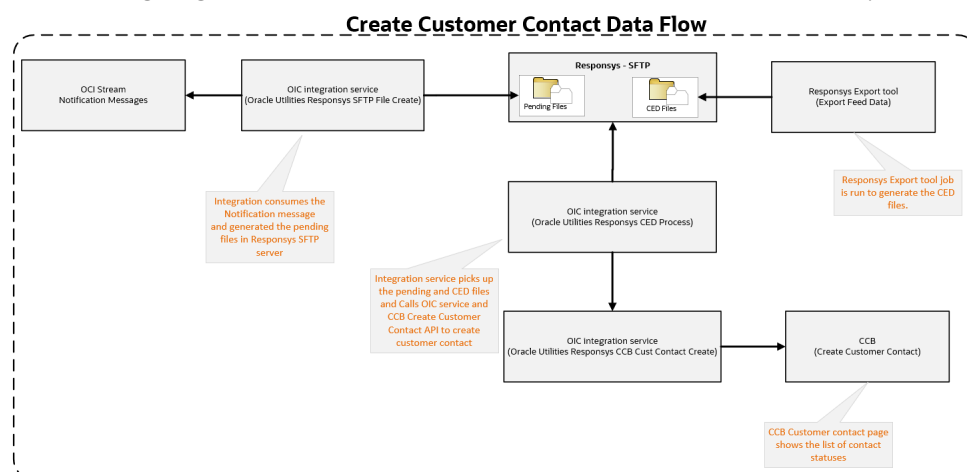 Create Customer Contact Data Flow
OCI Stream
Notification Messages
OIC integration service
(Oracle Utilities Responsys SFTP File Create)
Responsys - SFTP
Pending Files
CED Files
Responsys Export tool
(Export Feed Data)
Integration consumes the
Notification message
and generated the pending
files in Responsys SFTP
server
Responsys Export tool job
is run to generate the CED
files.
OIC integration service
(Oracle Utilities Responsys CED Process)
Integration service picks up
the pending and CED files
and Calls OIC service and
CCB Create Customer
Contact API to create
customer contact
OIC integration service
(Oracle Utilities Responsys CCB Cust Contact Create)
CCB
(Create Customer Contact)
CCB Customer contact page
shows the list of contact
statuses